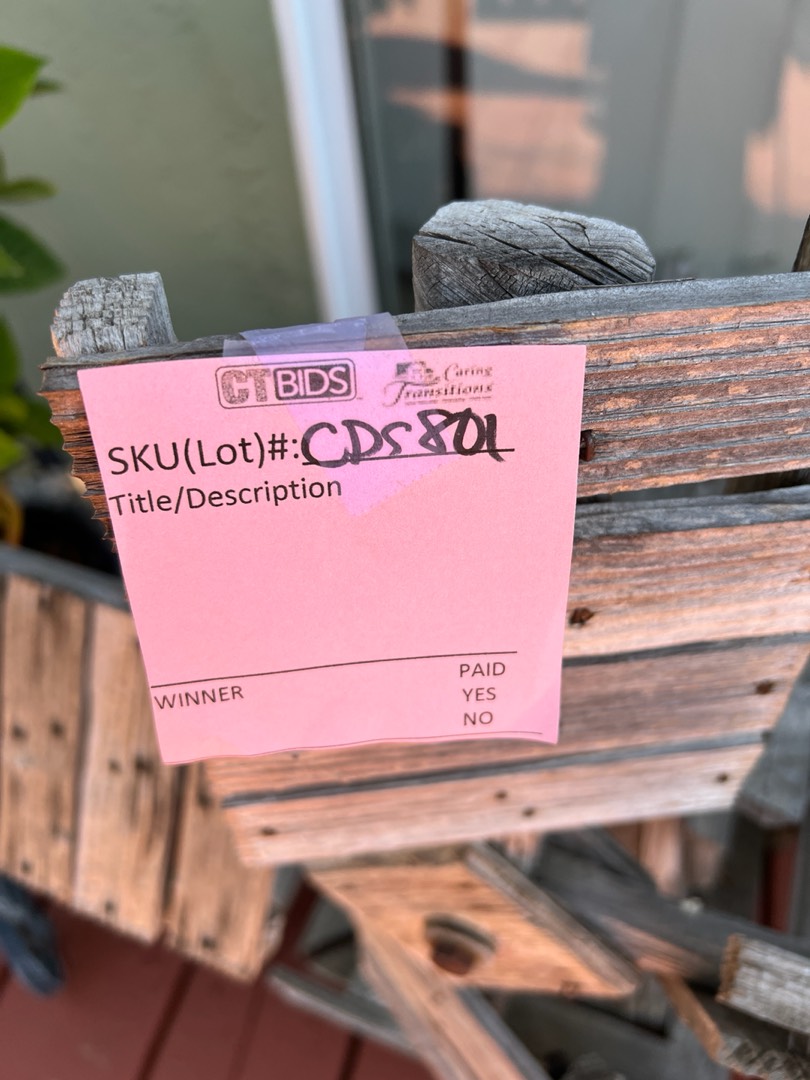 CTBIDS Caring Transitions
SKU(Lot)#: CDS801
Title/Description
PAID
WINNER YES
NO